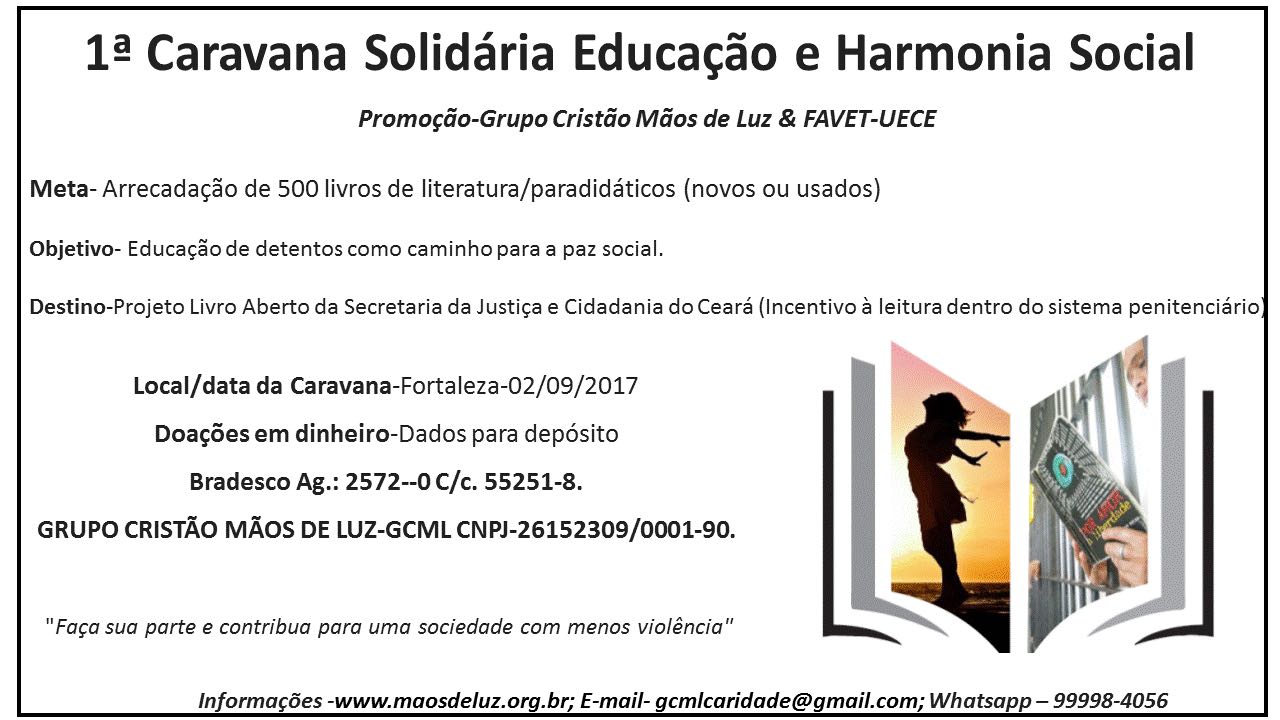 1ª Caravana Solidária Educação e Harmonia Social
Promoção-Grupo Cristão Mãos de Luz & FAVET-UECE
Meta- Arrecadação de 500 livros de literatura/paradidáticos (novos ou usados)
Objetivo- Educação de detentos como caminho para a paz social.
Destino-Projeto Livro Aberto da Secretaria da Justiça e Cidadania do Ceará (Incentivo à leitura dentro do sistema penitenciário)
Local/data da Caravana-Fortaleza-02/09/2017
Doações em dinheiro-Dados para depósito
Bradesco Ag.: 2572--0 C/c. 55251-8.
GRUPO CRISTÃO MÃOS DE LUZ-GCML CNPJ-26152309/0001-90.
POR AMOR
à liberdade
"Faça sua parte e contribua para uma sociedade com menos violência"
Informações -www.maosdeluz.org.br; E-mail- gcmlcaridade@gmail.com; Whatsapp – 99998-4056